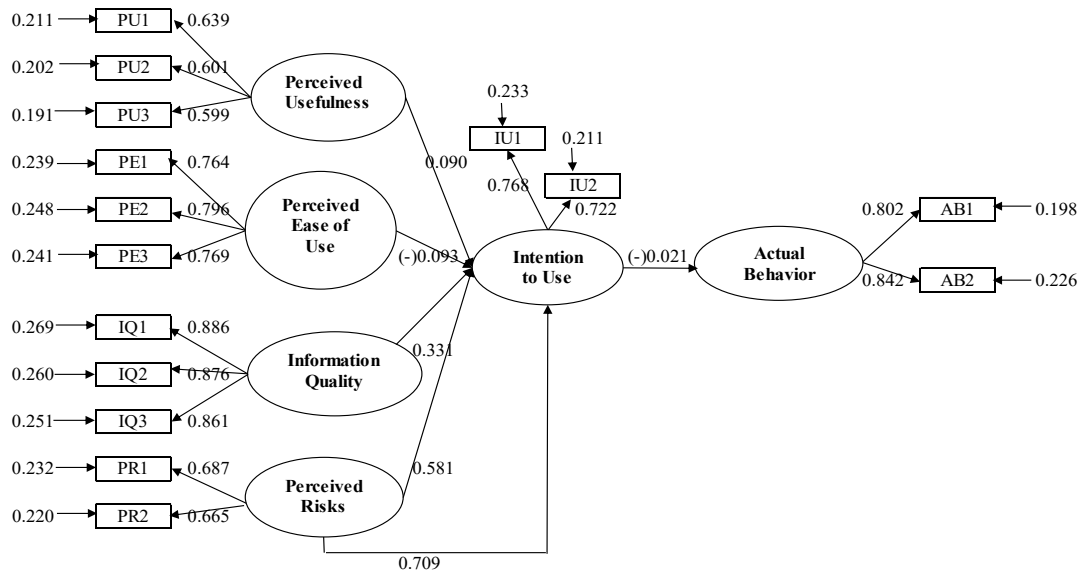 0.211 PU1 0.639
0.202 PU2 0.601
0.191 PU3 0.599
Perceived
Usefulness
0.090
0.239 PE1 0.764
0.248 PE2 0.796
0.241 PE3 0.769
Perceived
Ease of
Use
(-)0.093
0.269 IQ1 0.886
0.260 IQ2 0.876
0.251 IQ3 0.861
Information
Quality
0.331
0.232 PR1 0.687
0.220 PR2 0.665
Perceived
Risks
0.581
0.709
0.233
IU1
0.768
0.211
IU2
0.722
Intention
to Use
(-)0.021
Actual
Behavior
0.802 AB1 0.198
0.842 AB2 0.226